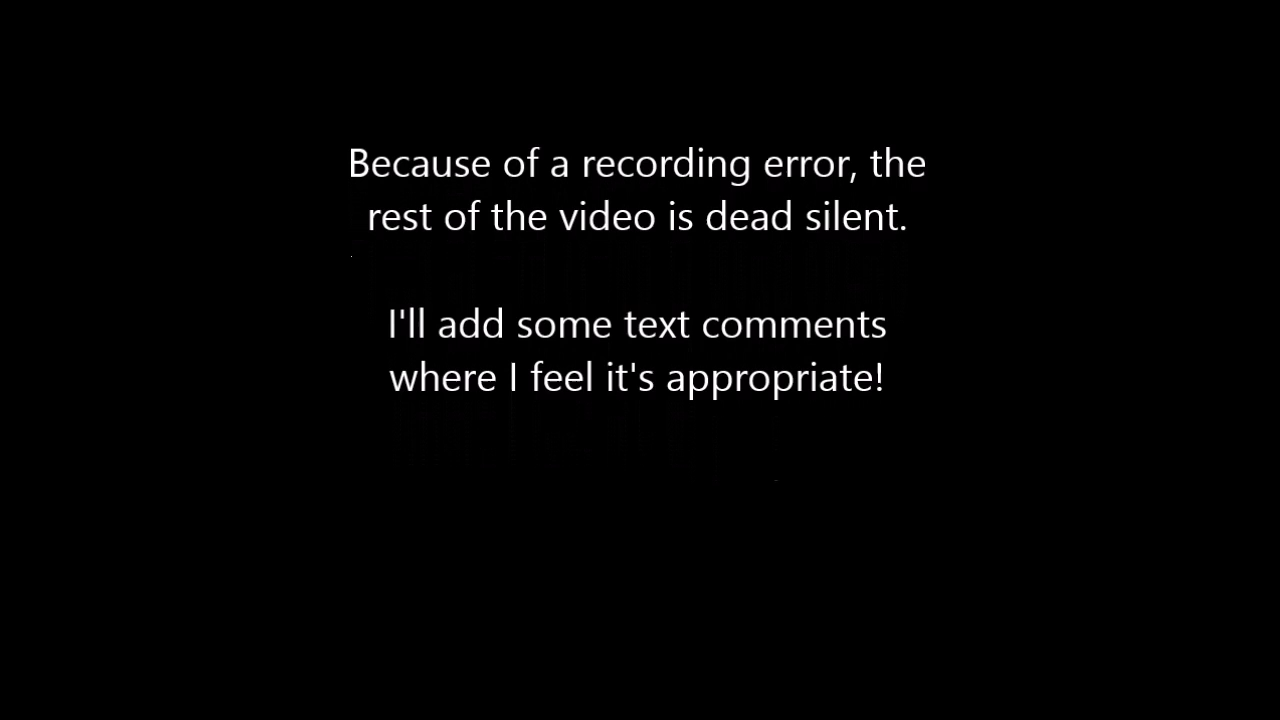 Because of a recording error, the
rest of the video is dead silent.
I'll add some text comments
where I feel it's appropriate!